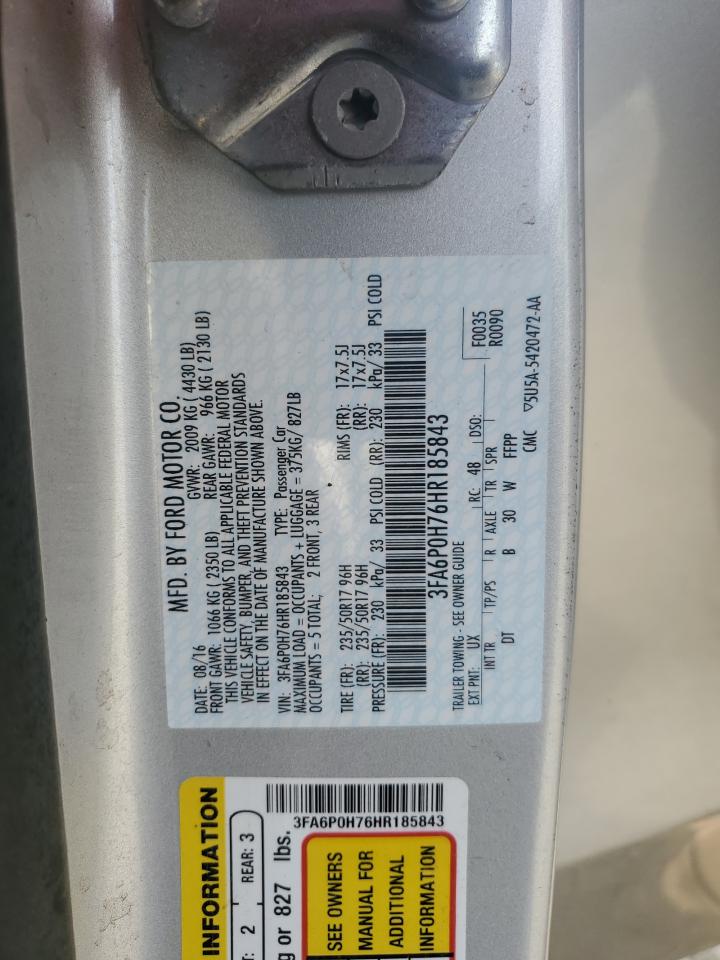 MFD. BY FORD MOTOR CO.
DATE: 08/16 GVWR: 2009 KG ( 4430 LB)
FRONT GAWR: 1066 KG ( 2350 LB) REAR GAWR: 966 KG ( 2130 LB)
THIS VEHICLE CONFORMS TO ALL APPLICABLE FEDERAL MOTOR
VEHICLE SAFETY, BUMPER, AND THEFT PREVENTION STANDARDS
IN EFFECT ON THE DATE OF MANUFACTURE SHOWN ABOVE.
VIN: 3FA6P0H76HR185843 TYPE: Passenger Car
MAXIMUM LOAD = OCCUPANTS + LUGGAGE = 375KG/ 827LB
OCCUPANTS = 5 TOTAL; 2 FRONT, 3 REAR
TIRE (FR): 235/50R17 96H RIMS (FR): 17x7.5J
(RR): 235/50R17 96H (RR): 17x7.5J
PRESSURE (FR): 230 kPa/ 33 PSI COLD (RR): 230 kPa/ 33 PSI COLD
3FA6P0H76HR185843
TRAILER TOWING - SEE OWNER GUIDE F0035
EXT PNT: UX RC: 48 DSO: R0090
INT TR TP/PS R AXLE TR SPR
DT B 30 W FFPP
CMC ▽5U5A-5420472-AA
INFORMATION
2 REAR: 3
g or 827 lbs.
3FA6P0H76HR185843
SEE OWNERS
MANUAL FOR
ADDITIONAL
INFORMATION